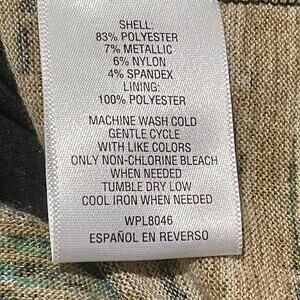 SHELL:
83% POLYESTER
7% METALLIC
6% NYLON
4% SPANDEX
LINING:
100% POLYESTER
MACHINE WASH COLD
GENTLE CYCLE
WITH LIKE COLORS
ONLY NON-CHLORINE BLEACH
WHEN NEEDED
TUMBLE DRY LOW
COOL IRON WHEN NEEDED
WPL8046
ESPAÑOL EN REVERSO